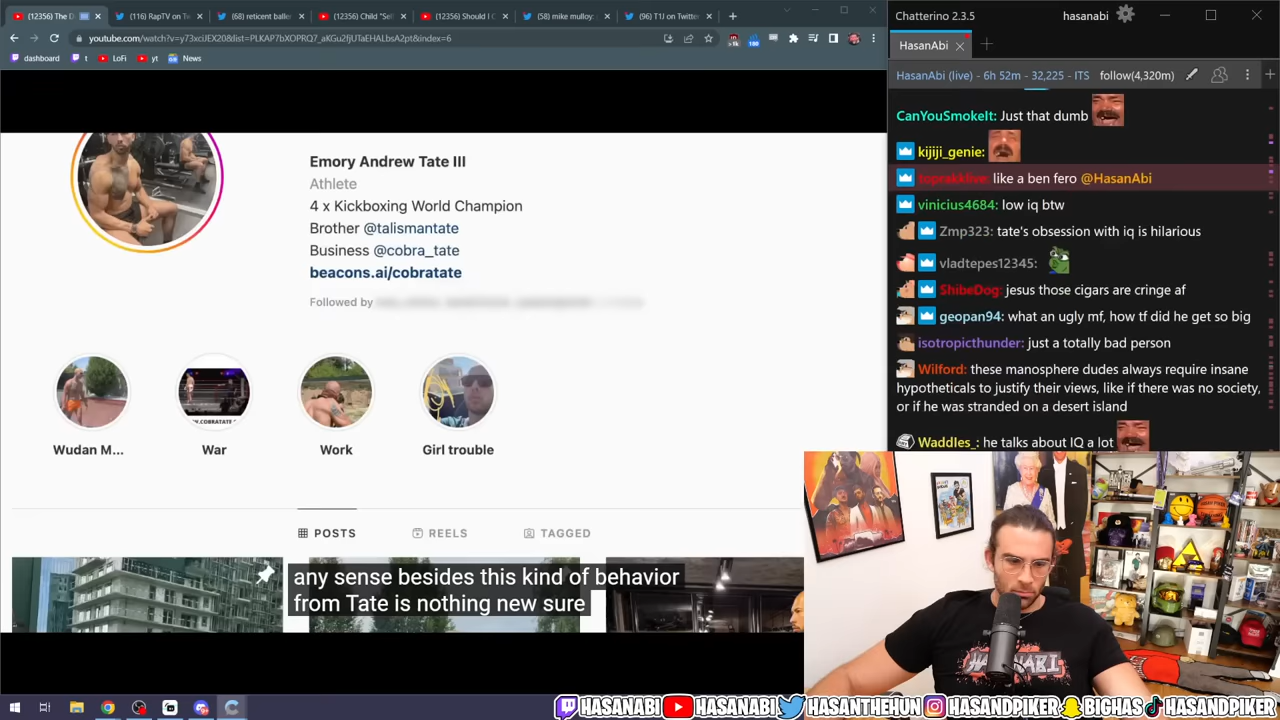 (12356) The D
(116) RapTV on Tw
(68) reticent balle
(12356) Child "Sel
(12356) Should I C
(58) mike mulloy:
(96) T1J on Twitter
youtube.com/watch?v=y73xciJEX20&list=PLKAP7bXOPRQ7_aKGu2fjUTaEHALbsA2pt&index=6
dashboard
t
LoFi
yt
News
Emory Andrew Tate III
Athlete
4 x Kickboxing World Champion
Brother @talismantate
Business @cobra_tate
beacons.ai/cobratate
Followed by
Wudan M...
War
Work
Girl trouble
POSTS
REELS
TAGGED
any sense besides this kind of behavior
from Tate is nothing new sure
Chatterino 2.3.5
hasanabi
HasanAbi
HasanAbi (live) - 6h 52m - 32,225 - ITS
follow(4,320m)
CanYouSmokeIt: Just that dumb
kijiji_genie:
toprakklive: like a ben fero @HasanAbi
vinicius4684: low iq btw
Zmp323: tate's obsession with iq is hilarious
vladtepes12345:
ShibeDog: jesus those cigars are cringe af
geopan94: what an ugly mf, how tf did he get so big
isotropicthunder: just a totally bad person
Wilford: these manosphere dudes always require insane
hypotheticals to justify their views, like if there was no society,
or if he was stranded on a desert island
Waddles_: he talks about IQ a lot
HASANABI
HASANABI
HASANABI
HASANTHEHUN
HASANDPIKER
BIGHAS
HASANDPIKER